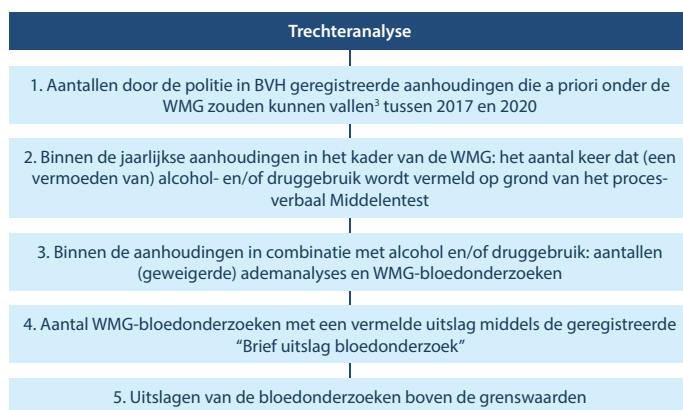 Trechteranalyse
1. Aantallen door de politie in BVH geregistreerde aanhoudingen die a priori onder de
WMG zouden kunnen vallen³ tussen 2017 en 2020
2. Binnen de jaarlijkse aanhoudingen in het kader van de WMG: het aantal keer dat (een
vermoeden van) alcohol- en/of druggebruik wordt vermeld op grond van het proces-
verbaal Middelentest
3. Binnen de aanhoudingen in combinatie met alcohol en/of druggebruik: aantallen
(geweigerde) ademanalyses en WMG-bloedonderzoeken
4. Aantal WMG-bloedonderzoeken met een vermelde uitslag middels de geregistreerde
"Brief uitslag bloedonderzoek"
5. Uitslagen van de bloedonderzoeken boven de grenswaarden